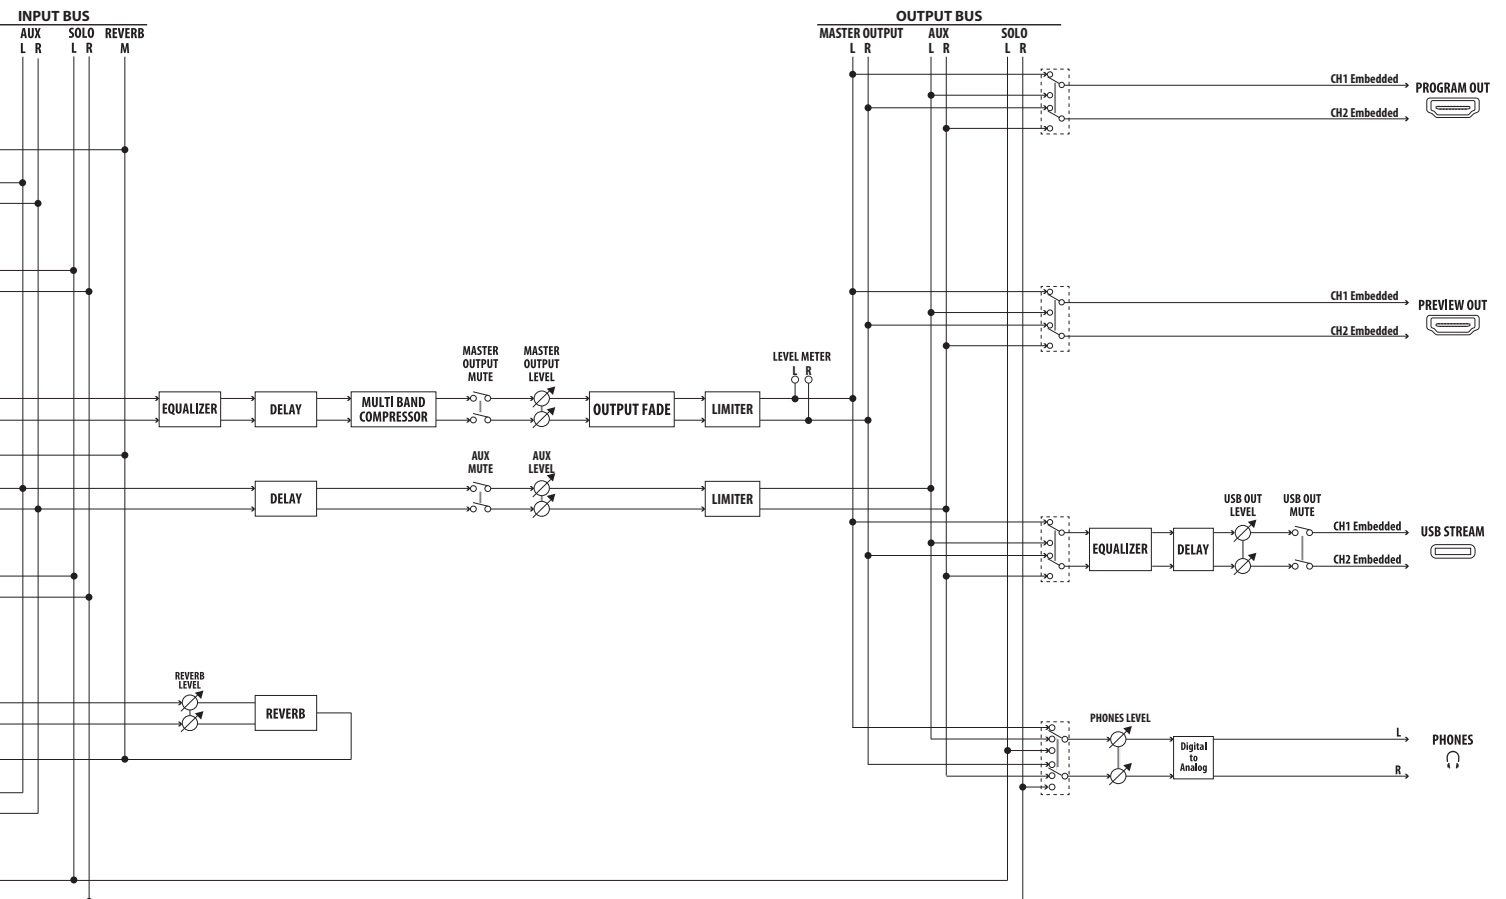 INPUT BUS
AUX
L R
SOLO
L R
REVERB
M
OUTPUT BUS
MASTER OUTPUT
L R
AUX
L R
SOLO
L R
CH1 Embedded
CH2 Embedded
PROGRAM OUT
CH1 Embedded
CH2 Embedded
PREVIEW OUT
MASTER
OUTPUT
MUTE
MASTER
OUTPUT
LEVEL
LEVEL METER
L R
EQUALIZER
DELAY
MULTI BAND
COMPRESSOR
OUTPUT FADE
LIMITER
AUX
MUTE
AUX
LEVEL
DELAY
LIMITER
USB OUT
LEVEL
USB OUT
MUTE
EQUALIZER
DELAY
CH1 Embedded
CH2 Embedded
USB STREAM
REVERB
LEVEL
REVERB
PHONES LEVEL
Digital
to
Analog
L
R
PHONES